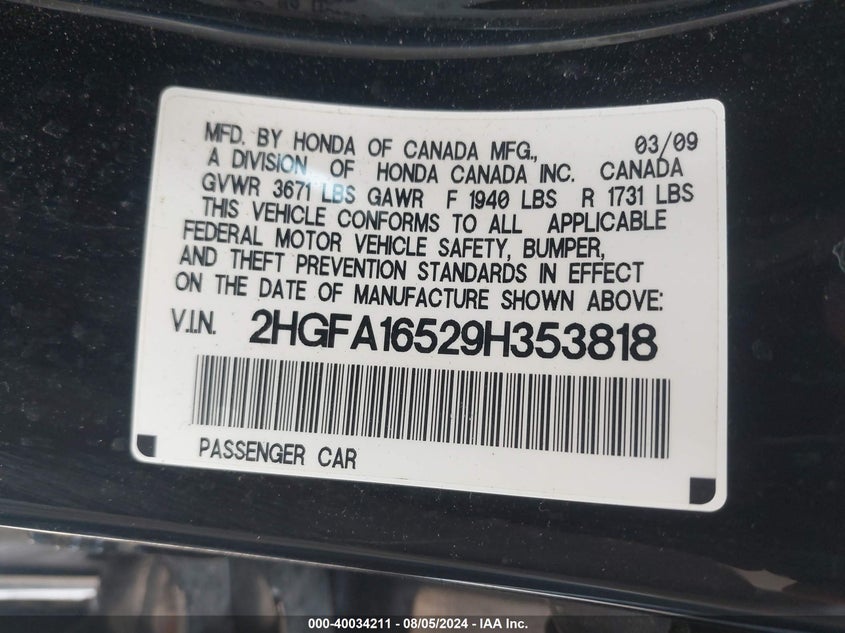 MFD. BY HONDA OF CANADA MFG., 03/09
A DIVISION OF HONDA CANADA INC. CANADA
GVWR 3671 LBS GAWR F 1940 LBS R 1731 LBS
THIS VEHICLE CONFORMS TO ALL APPLICABLE
FEDERAL MOTOR VEHICLE SAFETY, BUMPER,
AND THEFT PREVENTION STANDARDS IN EFFECT
ON THE DATE OF MANUFACTURE SHOWN ABOVE:
V.I.N. 2HGFA16529H353818
PASSENGER CAR
000-40034211 - 08/05/2024 - IAA Inc.